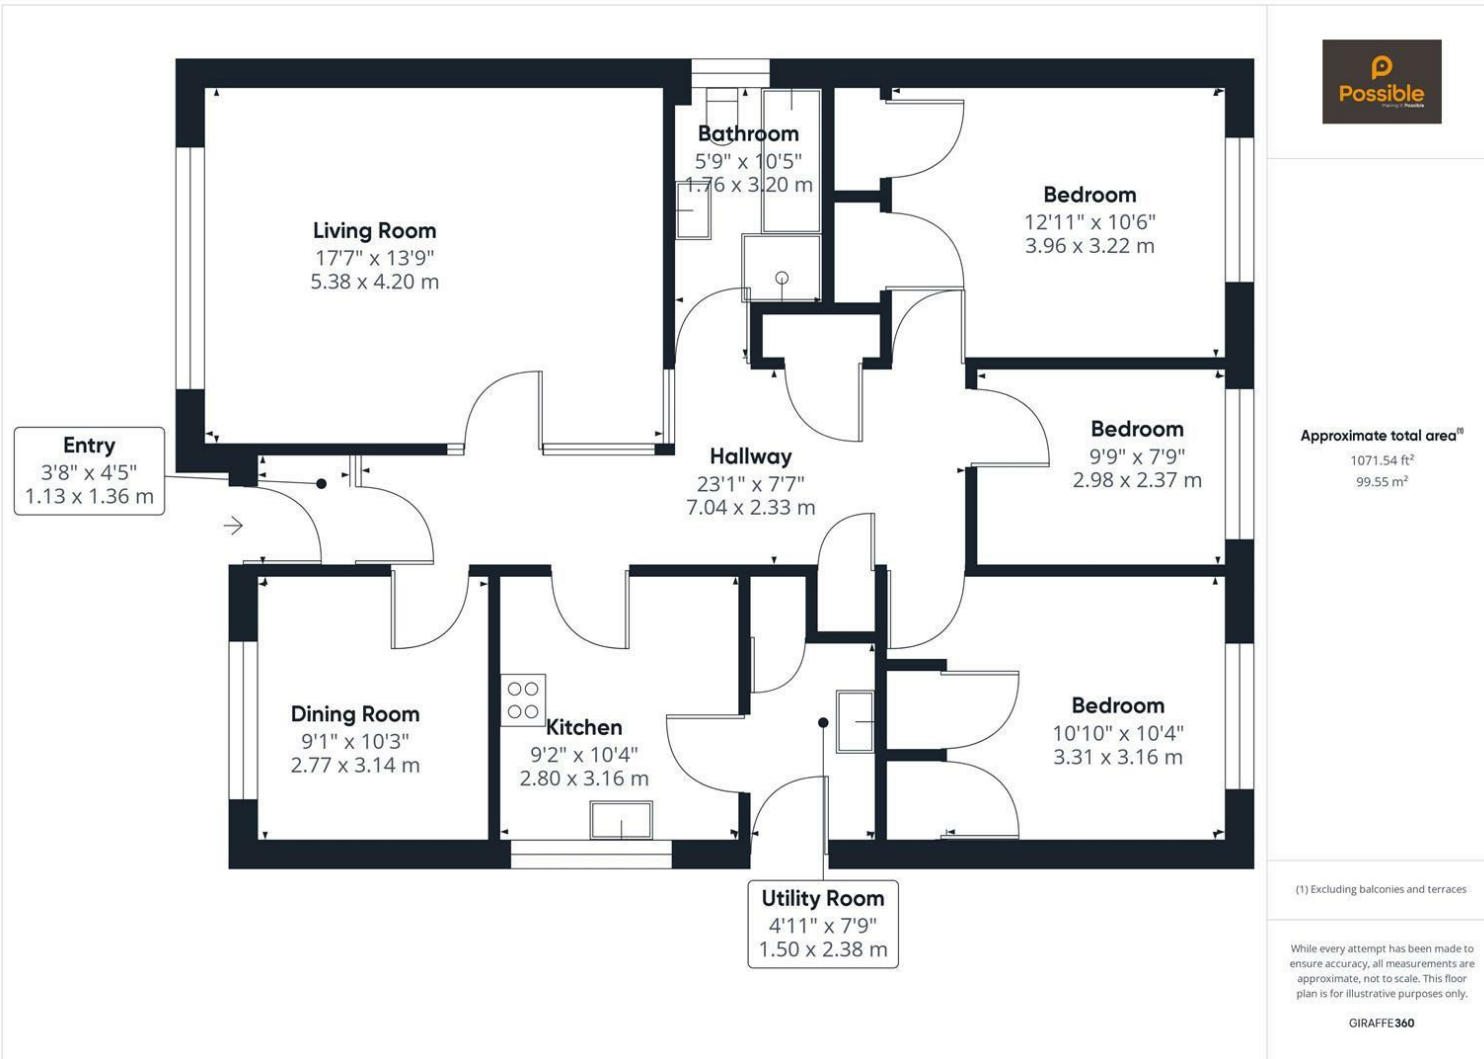 Living Room
17'7" x 13'9"
5.38 x 4.20 m
Bathroom
5'9" x 10'5"
1.76 x 3.20 m
Bedroom
12'11" x 10'6"
3.96 x 3.22 m
Entry
3'8" x 4'5"
1.13 x 1.36 m
Hallway
23'1" x 7'7"
7.04 x 2.33 m
Bedroom
9'9" x 7'9"
2.98 x 2.37 m
Dining Room
9'1" x 10'3"
2.77 x 3.14 m
Kitchen
9'2" x 10'4"
2.80 x 3.16 m
Bedroom
10'10" x 10'4"
3.31 x 3.16 m
Utility Room
4'11" x 7'9"
1.50 x 2.38 m
Possible
Making it Possible
Approximate total area⁽¹⁾
1071.54 ft²
99.55 m²
(1) Excluding balconies and terraces
While every attempt has been made to
ensure accuracy, all measurements are
approximate, not to scale. This floor
plan is for illustrative purposes only.
GIRAFFE360